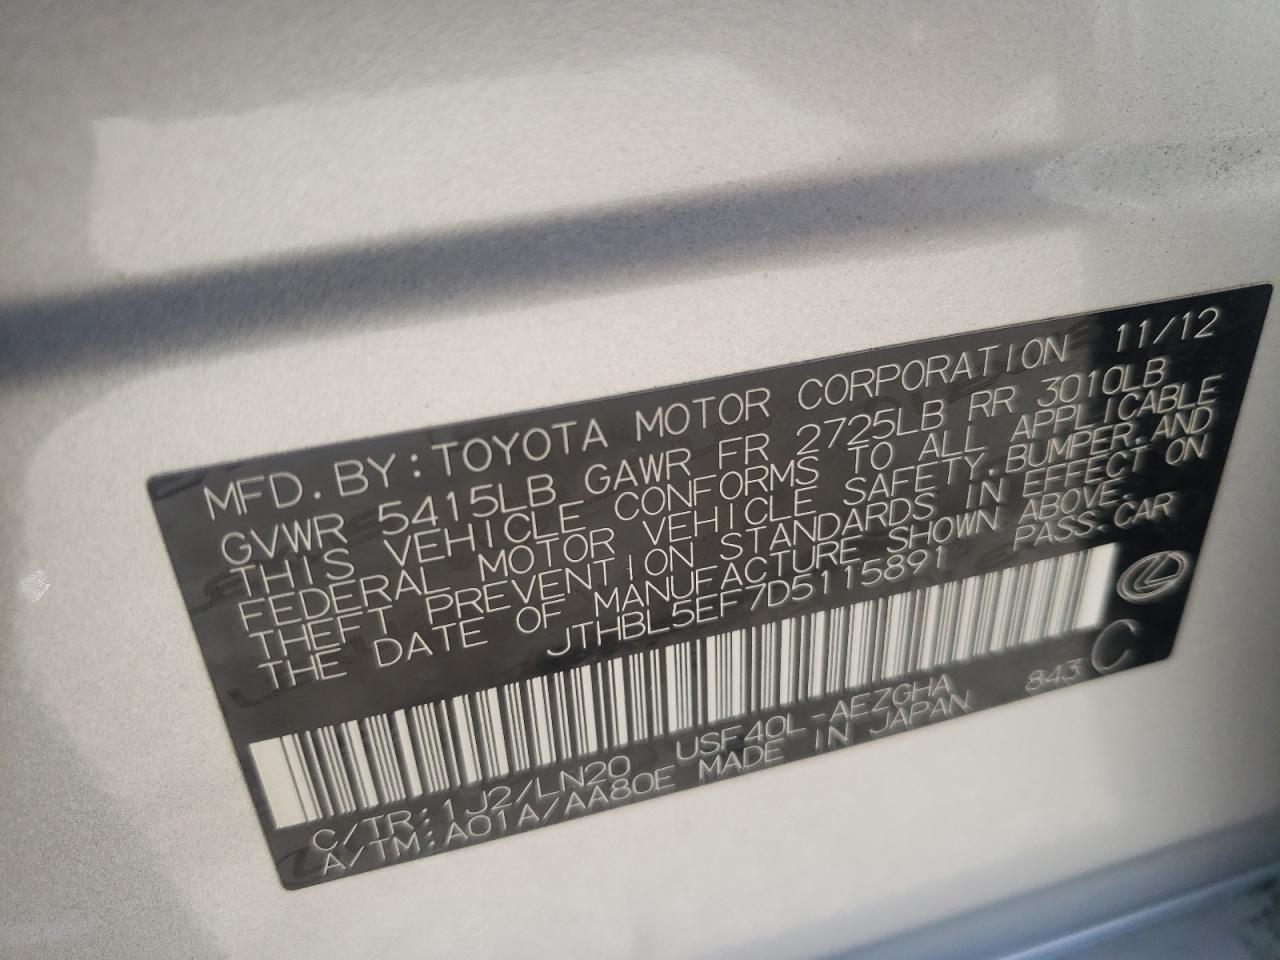 MFD. BY: TOYOTA MOTOR CORPORATION 11/12
GVWR 5415LB GAWR FR 2725LB RR 3010LB
THIS VEHICLE CONFORMS TO ALL APPLICABLE
FEDERAL MOTOR VEHICLE SAFETY, BUMPER, AND
THEFT PREVENTION STANDARDS IN EFFECT ON
THE DATE OF MANUFACTURE SHOWN ABOVE.
JTHBL5EF7D5115891 PASS-CAR
C/TR: 1J2/LN20 USF40L-AEZGHA 843 C
A/TM: A01A/AA80E MADE IN JAPAN